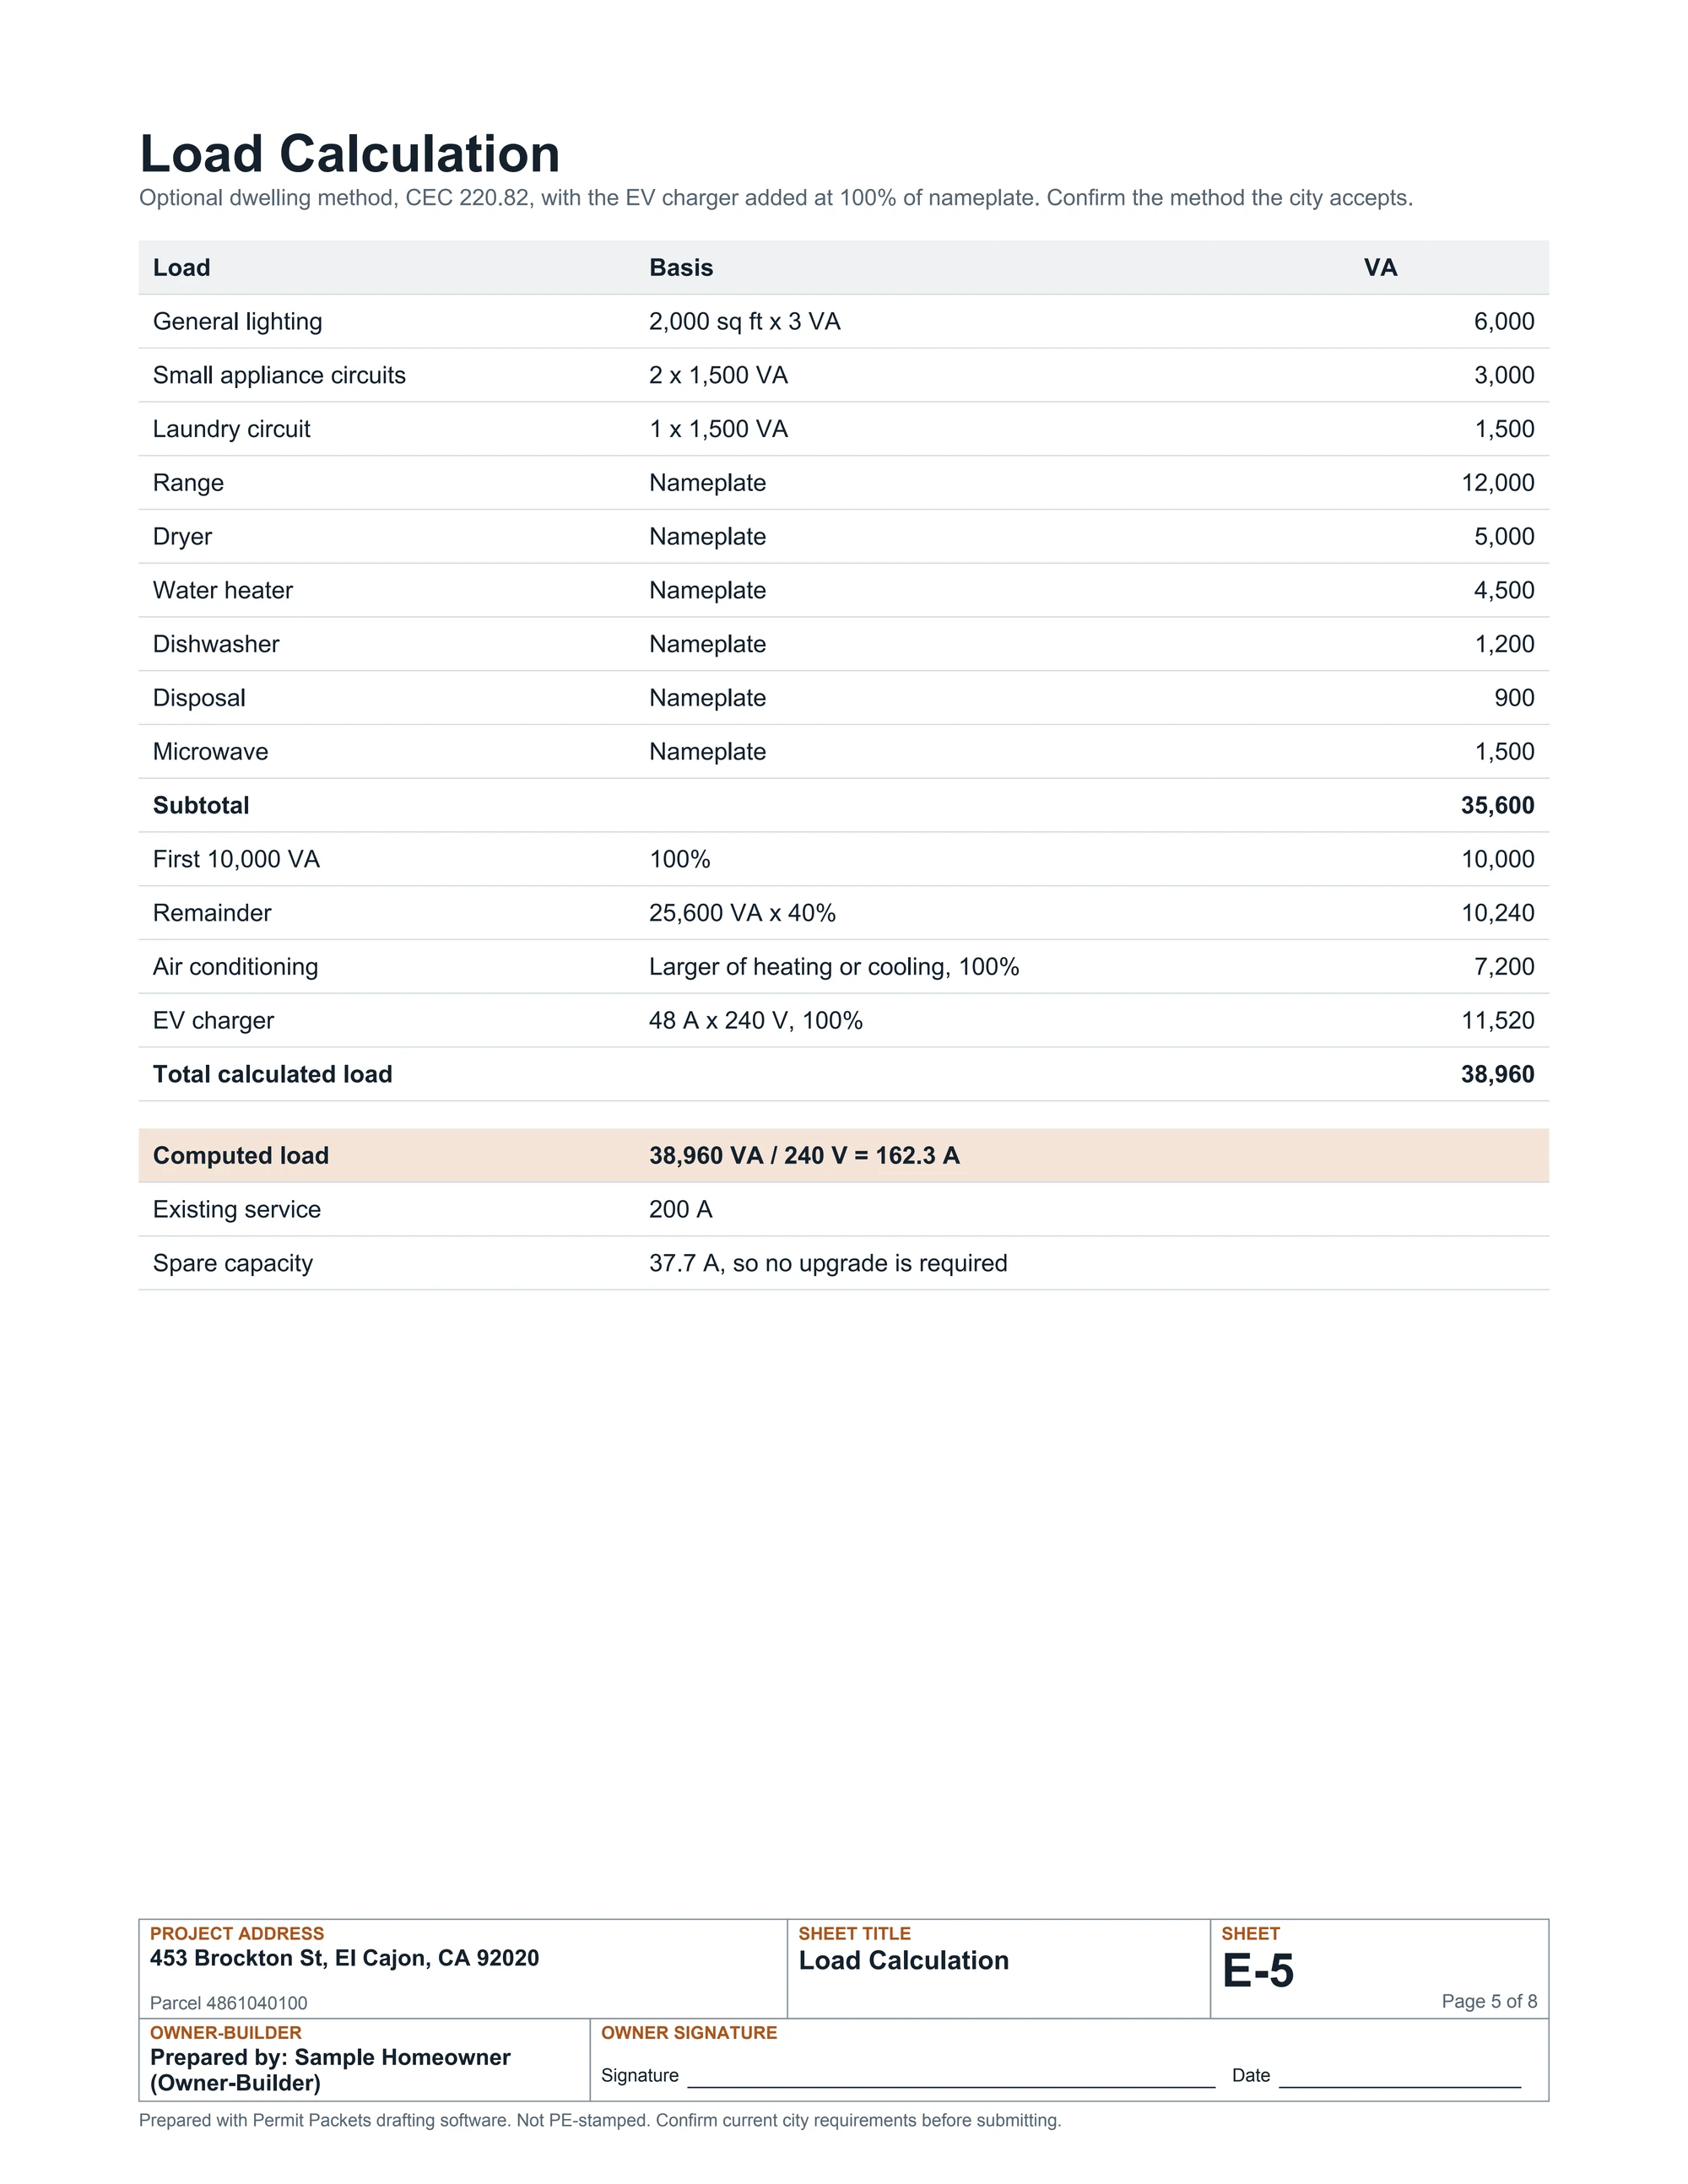 Load Calculation
Optional dwelling method, CEC 220.82, with the EV charger added at 100% of nameplate. Confirm the method the city accepts.
Load Basis VA
General lighting 2,000 sq ft x 3 VA 6,000
Small appliance circuits 2 x 1,500 VA 3,000
Laundry circuit 1 x 1,500 VA 1,500
Range Nameplate 12,000
Dryer Nameplate 5,000
Water heater Nameplate 4,500
Dishwasher Nameplate 1,200
Disposal Nameplate 900
Microwave Nameplate 1,500
Subtotal 35,600
First 10,000 VA 100% 10,000
Remainder 25,600 VA x 40% 10,240
Air conditioning Larger of heating or cooling, 100% 7,200
EV charger 48 A x 240 V, 100% 11,520
Total calculated load 38,960
Computed load 38,960 VA / 240 V = 162.3 A
Existing service 200 A
Spare capacity 37.7 A, so no upgrade is required
PROJECT ADDRESS
453 Brockton St, El Cajon, CA 92020
Parcel 4861040100
SHEET TITLE
Load Calculation
SHEET
E-5
Page 5 of 8
OWNER-BUILDER
Prepared by: Sample Homeowner
(Owner-Builder)
OWNER SIGNATURE
Signature Date
Prepared with Permit Packets drafting software. Not PE-stamped. Confirm current city requirements before submitting.